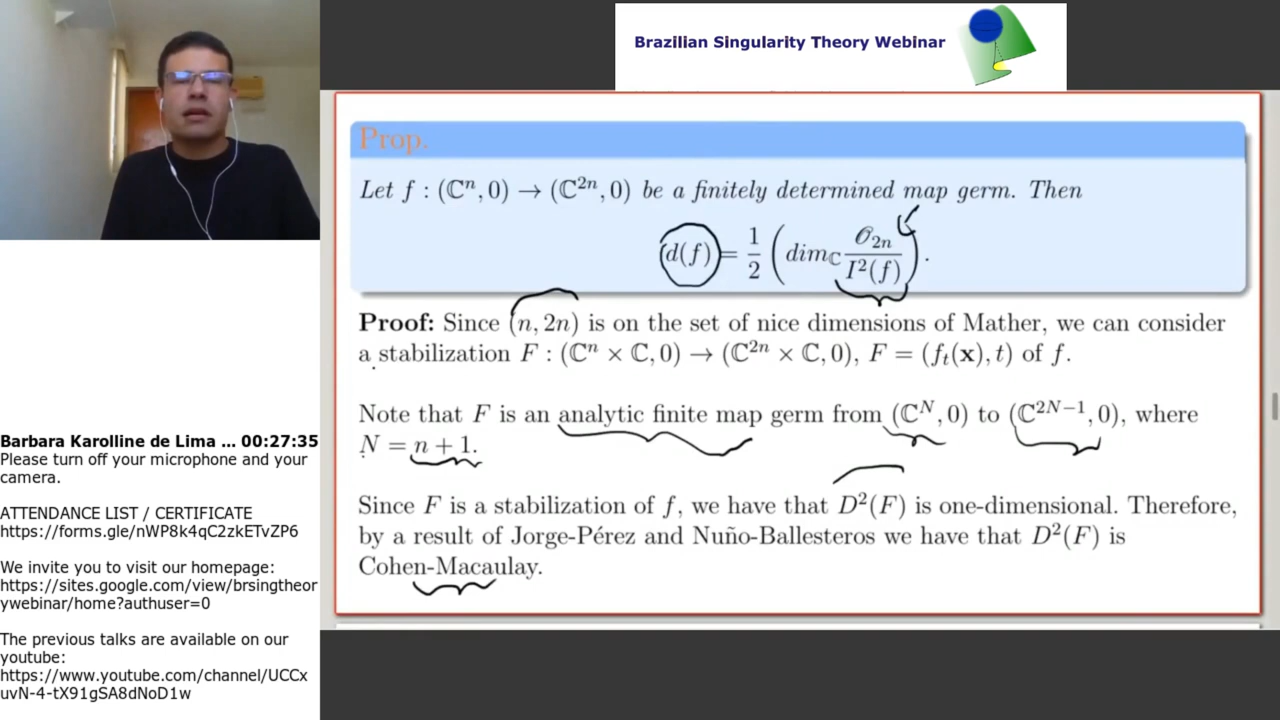 Brazilian Singularity Theory Webinar
Prop.
Let f : (ℂⁿ, 0) → (ℂ²ⁿ, 0) be a finitely determined map germ. Then
d(f) = 1/2 ( dim_ℂ 𝒪₂ₙ / I²(f) ).
Proof: Since (n, 2n) is on the set of nice dimensions of Mather, we can consider
a stabilization F : (ℂⁿ × ℂ, 0) → (ℂ²ⁿ × ℂ, 0), F = (fₜ(𝐱), t) of f.
Note that F is an analytic finite map germ from (ℂᴺ, 0) to (ℂ²ᴺ⁻¹, 0), where
N = n + 1.
Since F is a stabilization of f, we have that D²(F) is one-dimensional. Therefore,
by a result of Jorge-Pérez and Nuño-Ballesteros we have that D²(F) is
Cohen-Macaulay.
Barbara Karolline de Lima ... 00:27:35
Please turn off your microphone and your
camera.
ATTENDANCE LIST / CERTIFICATE
https://forms.gle/nWP8k4qC2zkETvZP6
We invite you to visit our homepage:
https://sites.google.com/view/brsingtheor
ywebinar/home?authuser=0
The previous talks are available on our
youtube:
https://www.youtube.com/channel/UCCx
uvN-4-tX91gSA8dNoD1w